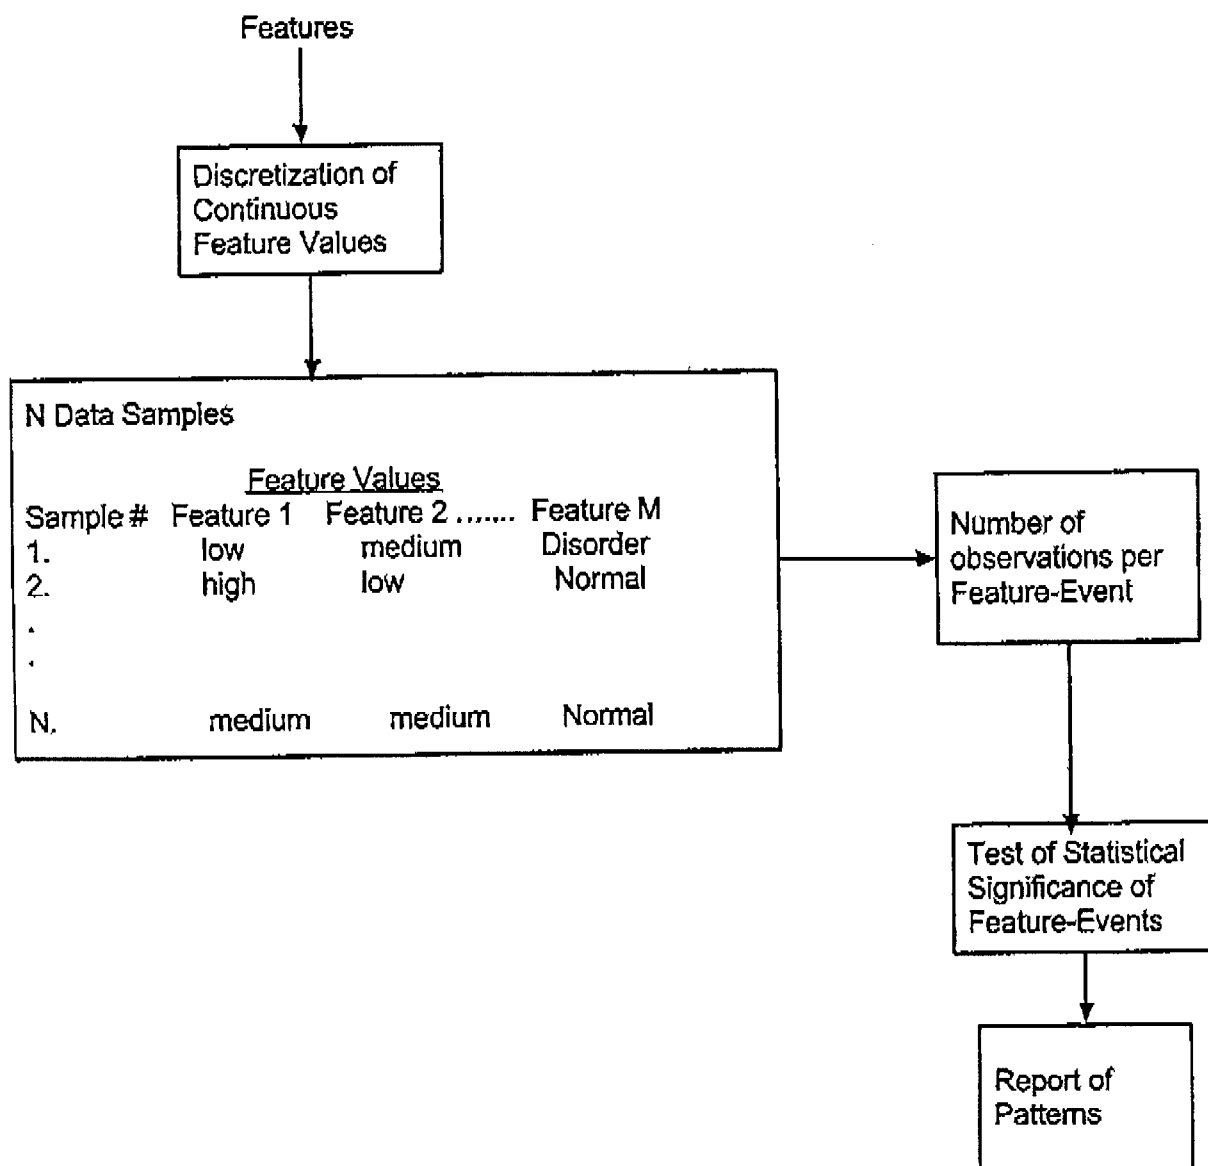 Features
Discretization of
Continuous
Feature Values
N Data Samples
Feature Values
Sample # Feature 1 Feature 2 ....... Feature M
1. low medium Disorder
2. high low Normal
.
.
N. medium medium Normal
Number of
observations per
Feature-Event
Test of Statistical
Significance of
Feature-Events
Report of
Patterns